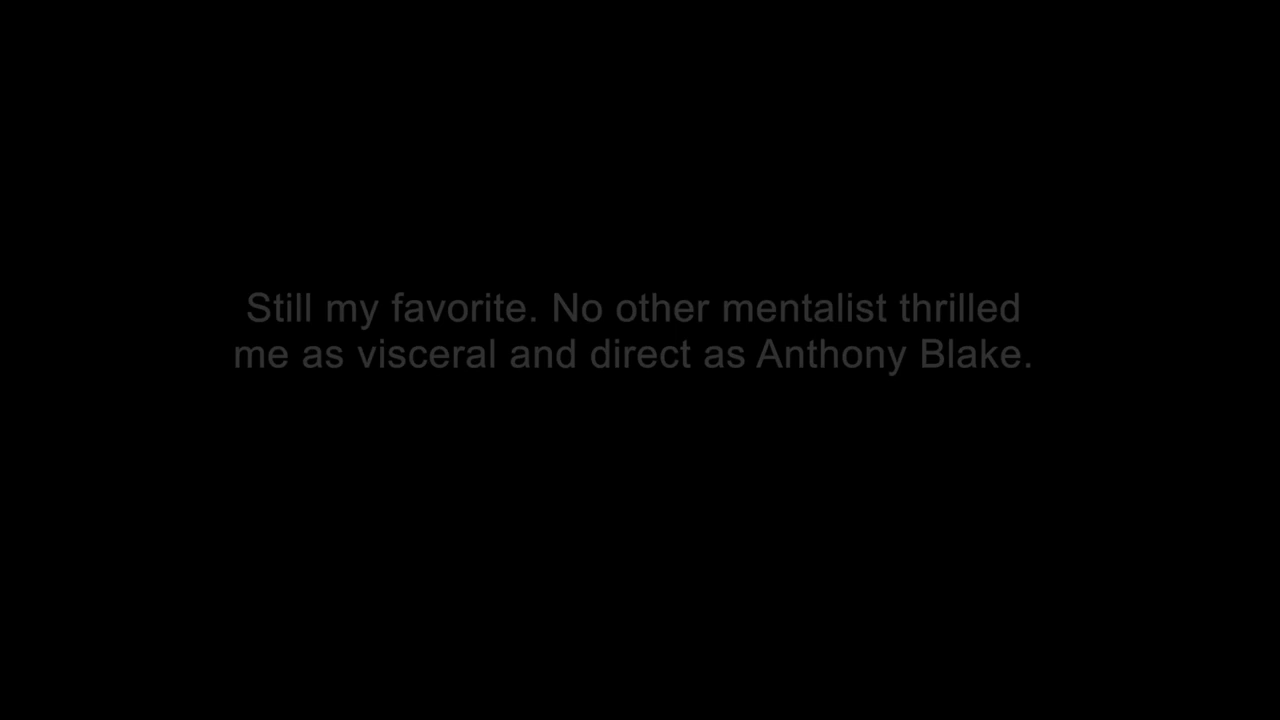 Still my favorite. No other mentalist thrilled
me as visceral and direct as Anthony Blake.